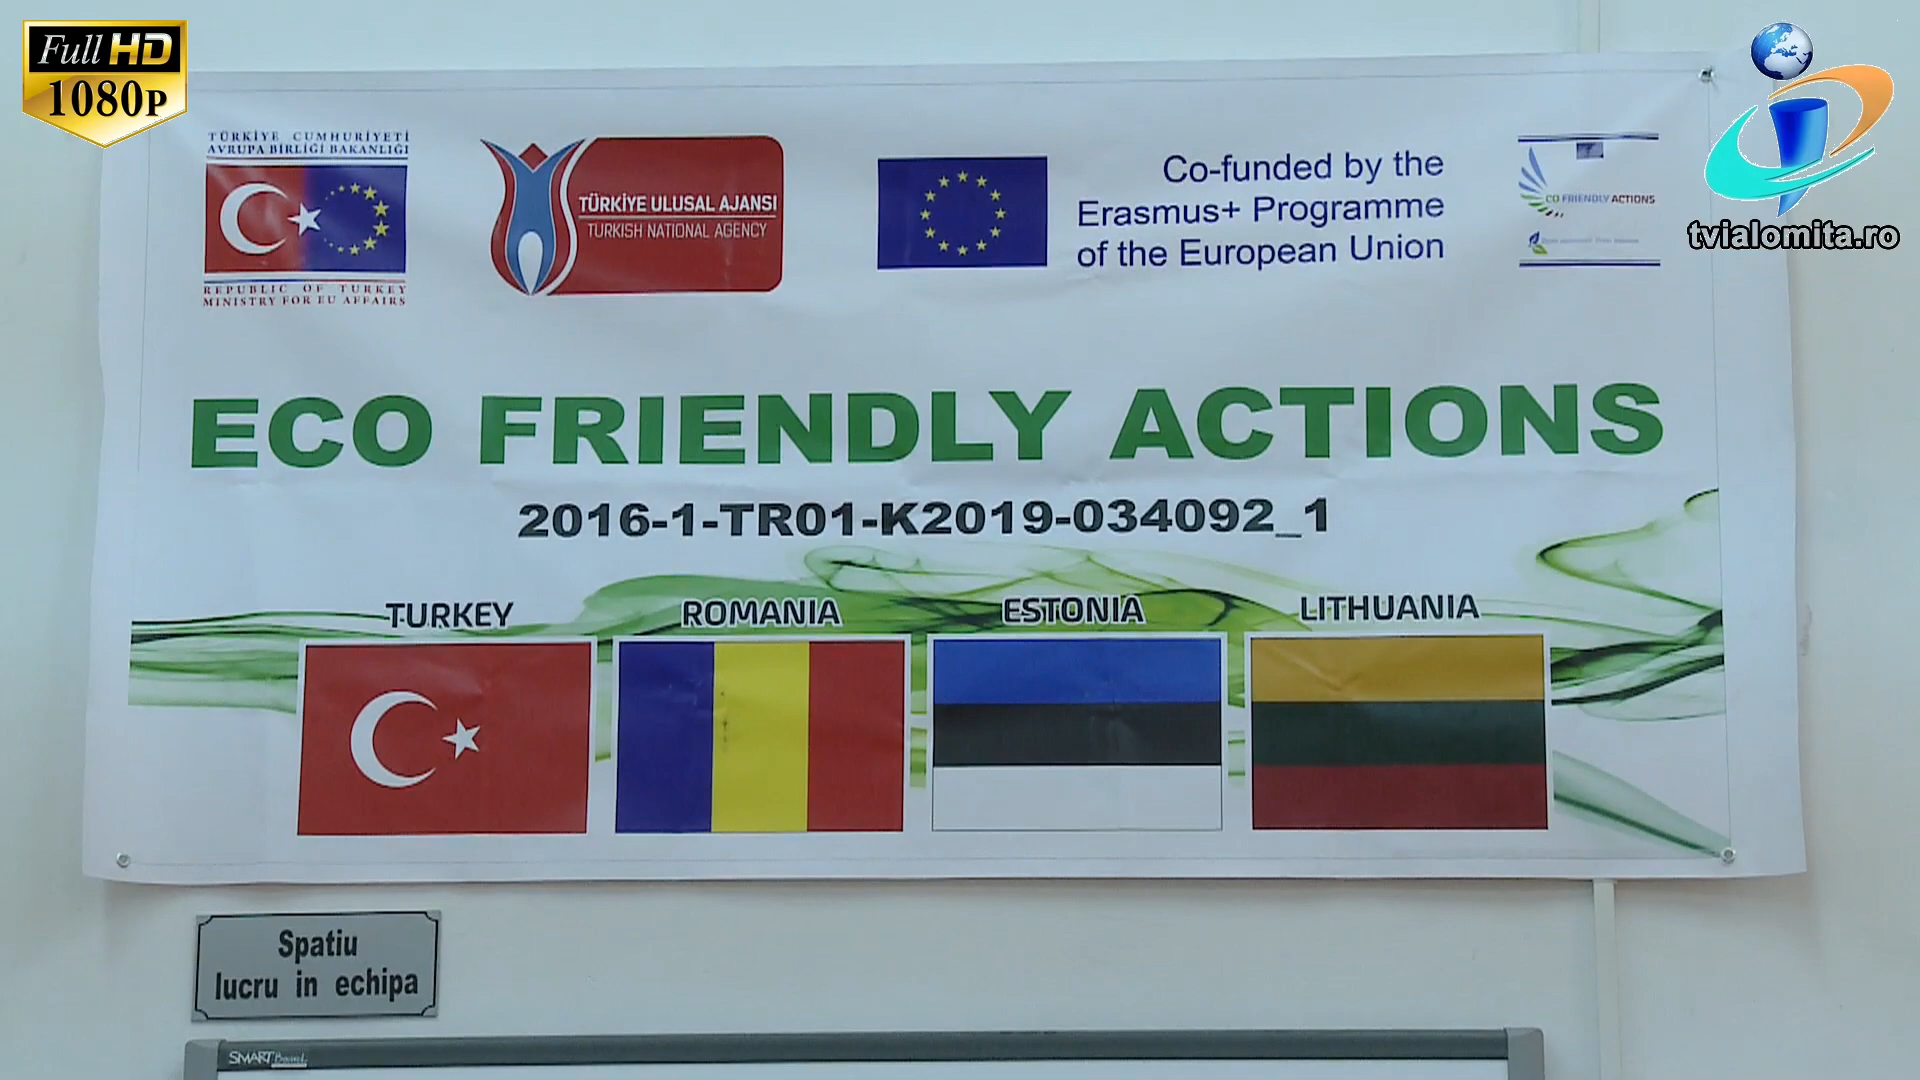 Full HD
1080P
TÜRKİYE CUMHURİYETİ
AVRUPA BİRLİĞİ BAKANLIĞI
REPUBLIC OF TURKEY
MINISTRY FOR EU AFFAIRS
TÜRKİYE ULUSAL AJANSI
TURKISH NATIONAL AGENCY
Co-funded by the
Erasmus+ Programme
of the European Union
CO FRIENDLY ACTIONS
tvialomita.ro
ECO FRIENDLY ACTIONS
2016-1-TR01-K2019-034092_1
TURKEY
ROMANIA
ESTONIA
LITHUANIA
Spatiu
lucru in echipa
SMART Board